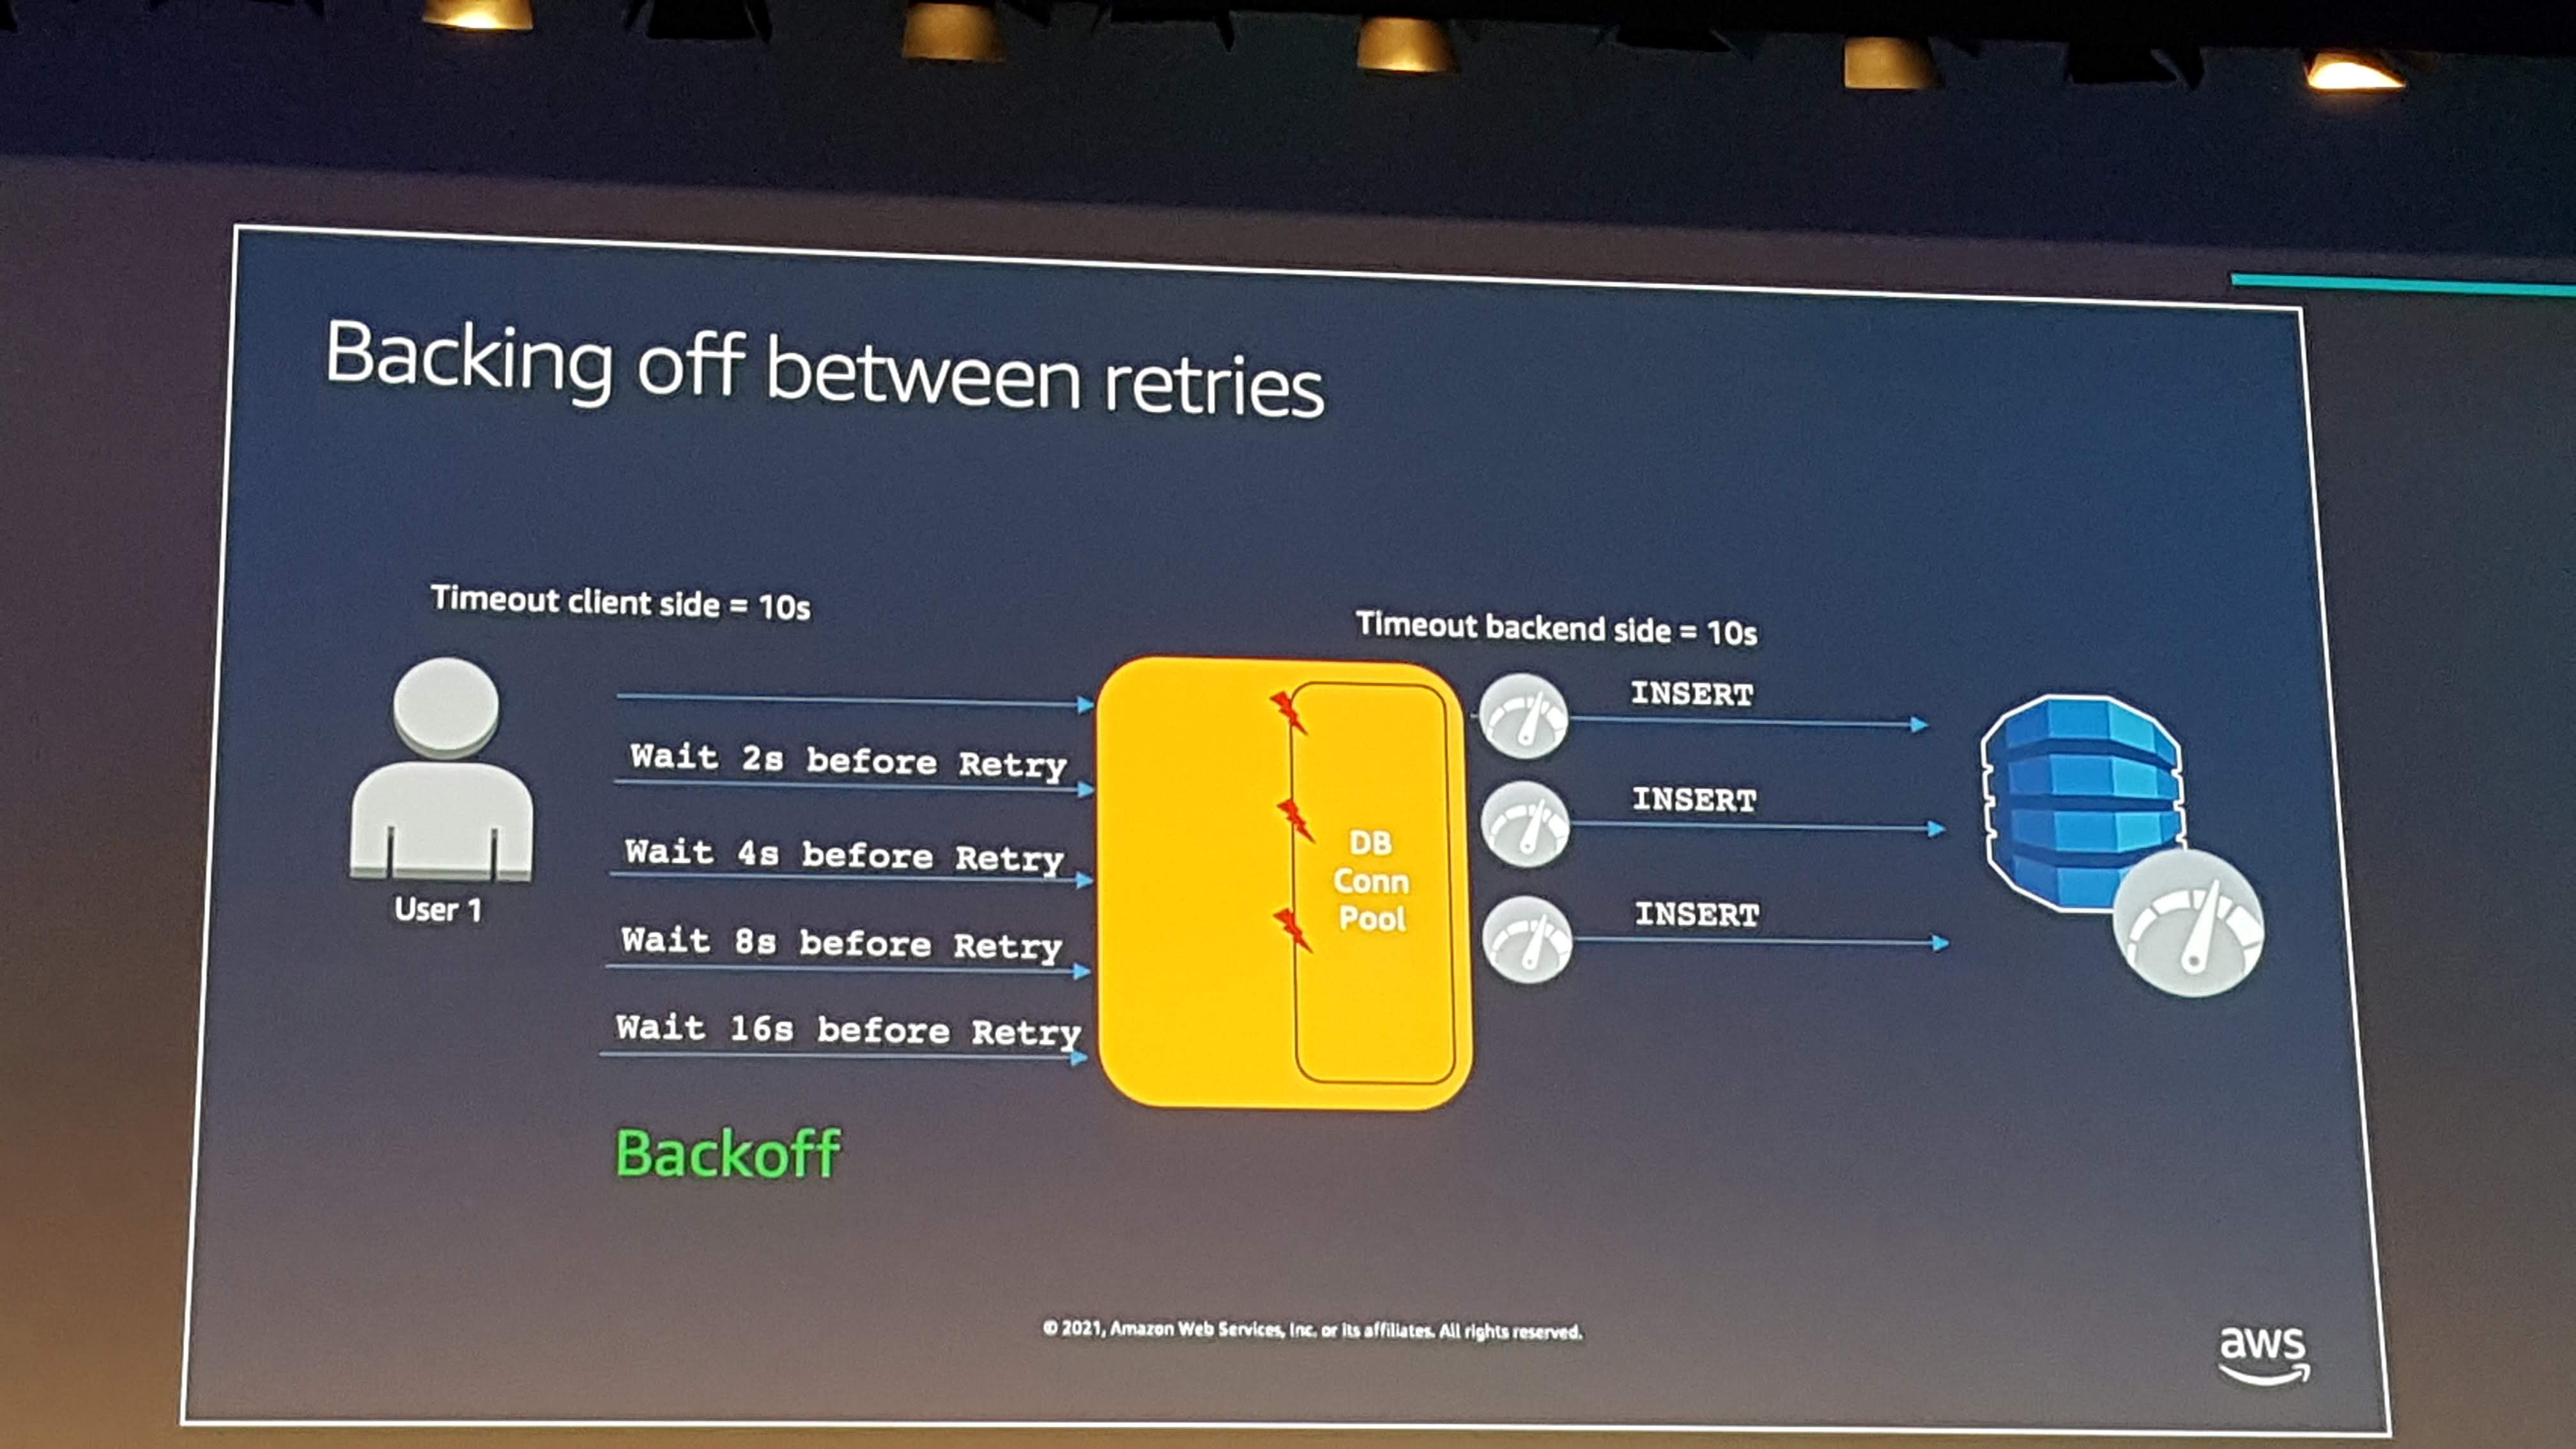 Backing off between retries
Timeout client side = 10s
Timeout backend side = 10s
User 1
Wait 2s before Retry
Wait 4s before Retry
Wait 8s before Retry
Wait 16s before Retry
Backoff
DB
Conn
Pool
INSERT
INSERT
INSERT
© 2021, Amazon Web Services, Inc. or its affiliates. All rights reserved.
aws